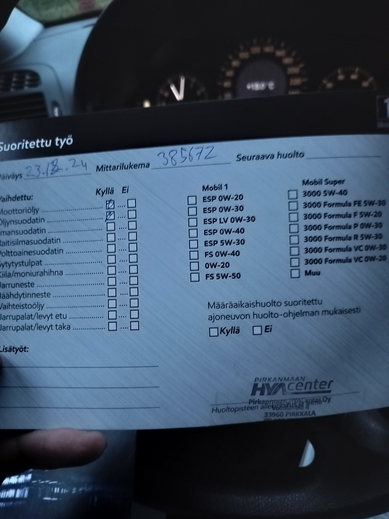 Suoritettu työ
Päiväys 23.12.24 Mittarilukema 385672 Seuraava huolto
Vaihdettu: Kyllä Ei
Moottoriöljy
Öljynsuodatin
Ilmansuodatin
Raitisilmasuodatin
Polttoainesuodatin
Sytytystulpat
Kiila/moniurahihna
Jarruneste
Jäähdytinneste
Vaihteistoöljy
Jarrupalat/levyt etu
Jarrupalat/levyt taka
Lisätyöt:
Mobil 1
ESP 0W-20
ESP 0W-30
ESP LV 0W-30
ESP 0W-40
ESP 5W-30
FS 0W-40
0W-20
FS 5W-50
Mobil Super
3000 5W-40
3000 Formula FE 5W-30
3000 Formula F 5W-20
3000 Formula P 0W-30
3000 Formula R 5W-30
3000 Formula VC 0W-30
3000 Formula VC 0W-20
Muu
Määräaikaishuolto suoritettu
ajoneuvon huolto-ohjelman mukaisesti
Kyllä Ei
PIRKANMAAN
HVA center
Huoltopisteen
33960 PIRKKALA